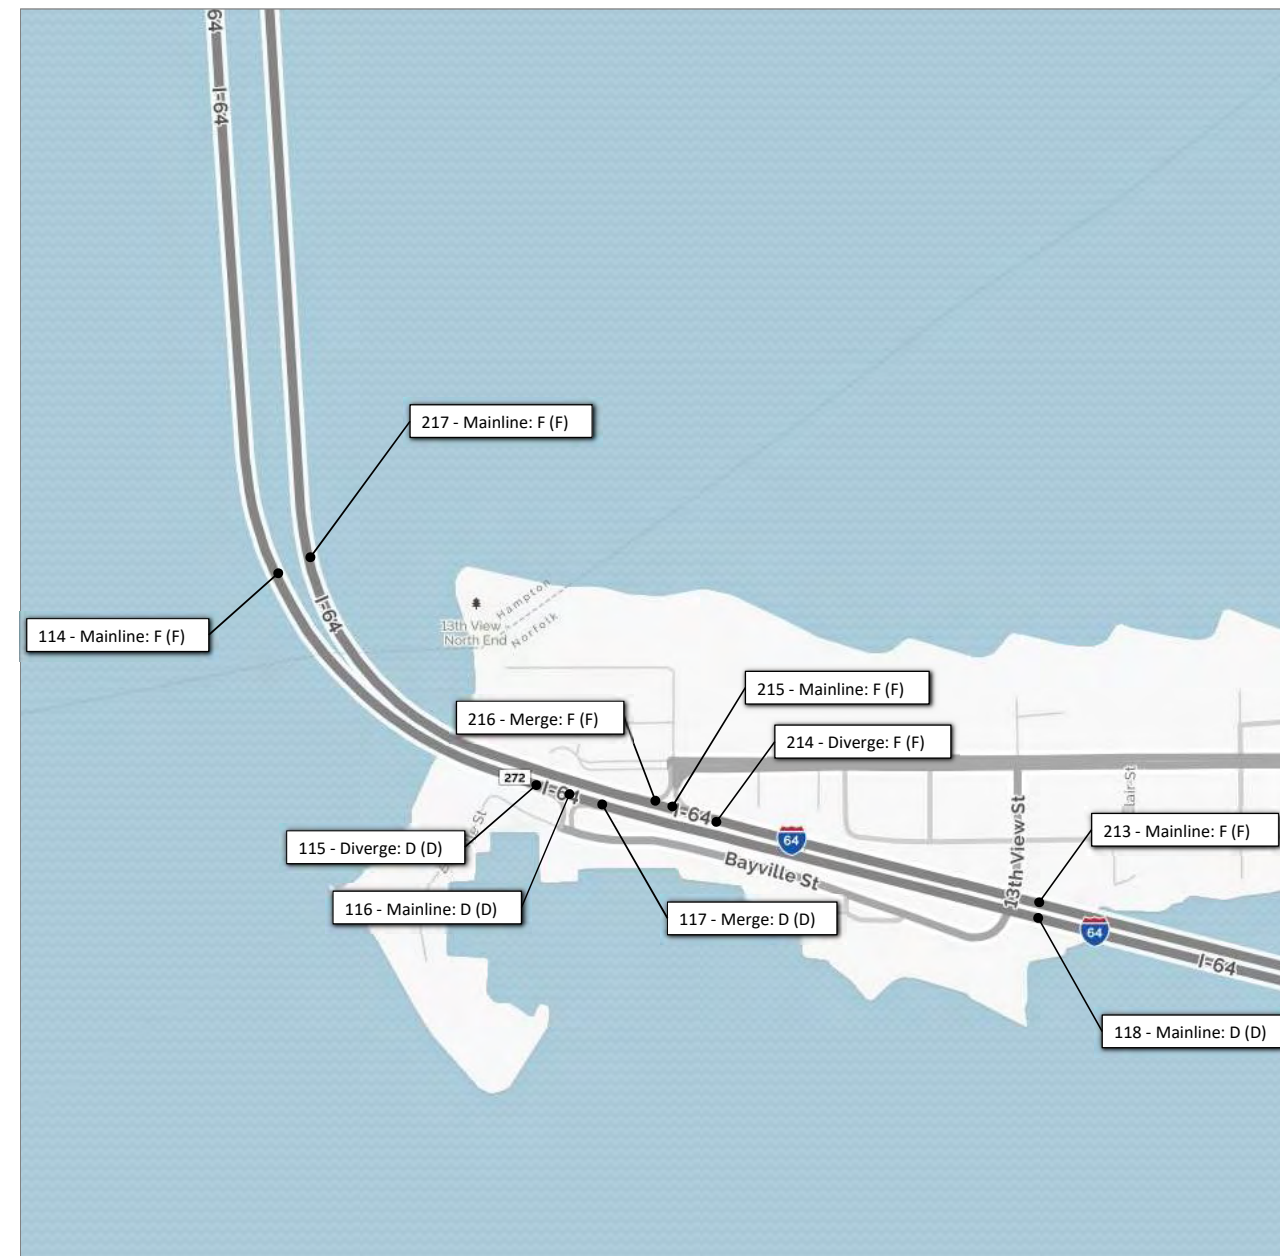 64
I-64
217 - Mainline: F (F)
I-64
114 - Mainline: F (F)
Hampton
Norfolk
13th View
North End
215 - Mainline: F (F)
216 - Merge: F (F)
214 - Diverge: F (F)
272
I-64
I-64
64
115 - Diverge: D (D)
116 - Mainline: D (D)
117 - Merge: D (D)
Bayville St
13th View St
213 - Mainline: F (F)
64
I-64
118 - Mainline: D (D)